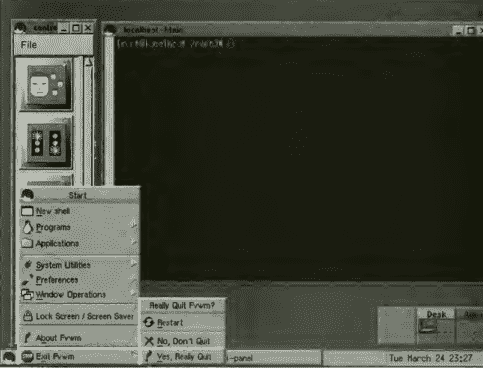 File
localhost
Start
New shell
Programs
Applications
System Utilities
Preferences
Window Operations
Lock Screen / Screen Saver
About Fvwm
Exit Fvwm
Really Quit Fvwm?
Restart
No, Don't Quit
Yes, Really Quit
Desk
Tue March 24 23:27